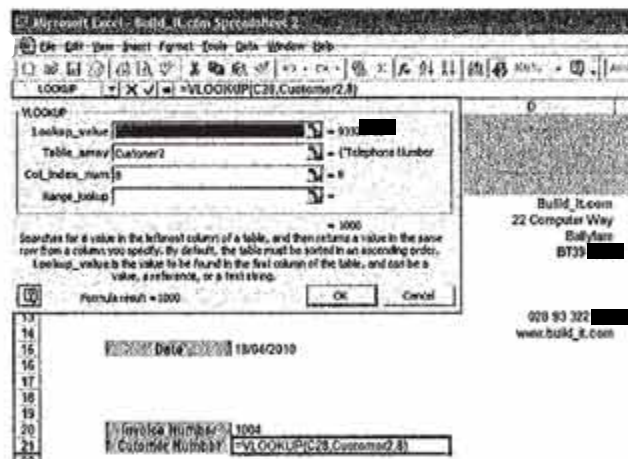 Microsoft Excel - Build_It.com Spreadsheet 2
File Edit View Insert Format Tools Data Window Help
LOOKUP =VLOOKUP(C28,Customer2,8)
D
VLOOKUP
Lookup_value = 9332
Table_array Customer2 = {"Telephone Number
Col_index_num 8 = 8
Range_lookup =
= 1000
Searches for a value in the leftmost column of a table, and then returns a value in the same
row from a column you specify. By default, the table must be sorted in an ascending order.
Lookup_value is the value to be found in the first column of the table, and can be a
value, a reference, or a text string.
Formula result = 1000 OK Cancel
Build_It.com
22 Computer Way
Ballyclare
BT39
028 93 322
www.build_it.com
13
14
15 Date 18/04/2010
16
17
18
19
20 Invoice Number 1004
21 Cutomer Number =VLOOKUP(C28,Customer2,8)